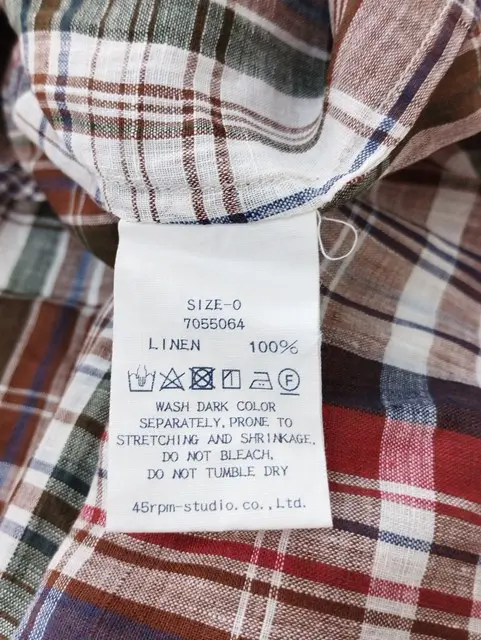 SIZE-0
7055064
LINEN 100%
F
WASH DARK COLOR
SEPARATELY, PRONE TO
STRETCHING AND SHRINKAGE.
DO NOT BLEACH,
DO NOT TUMBLE DRY
45rpm-studio.co.,Ltd.